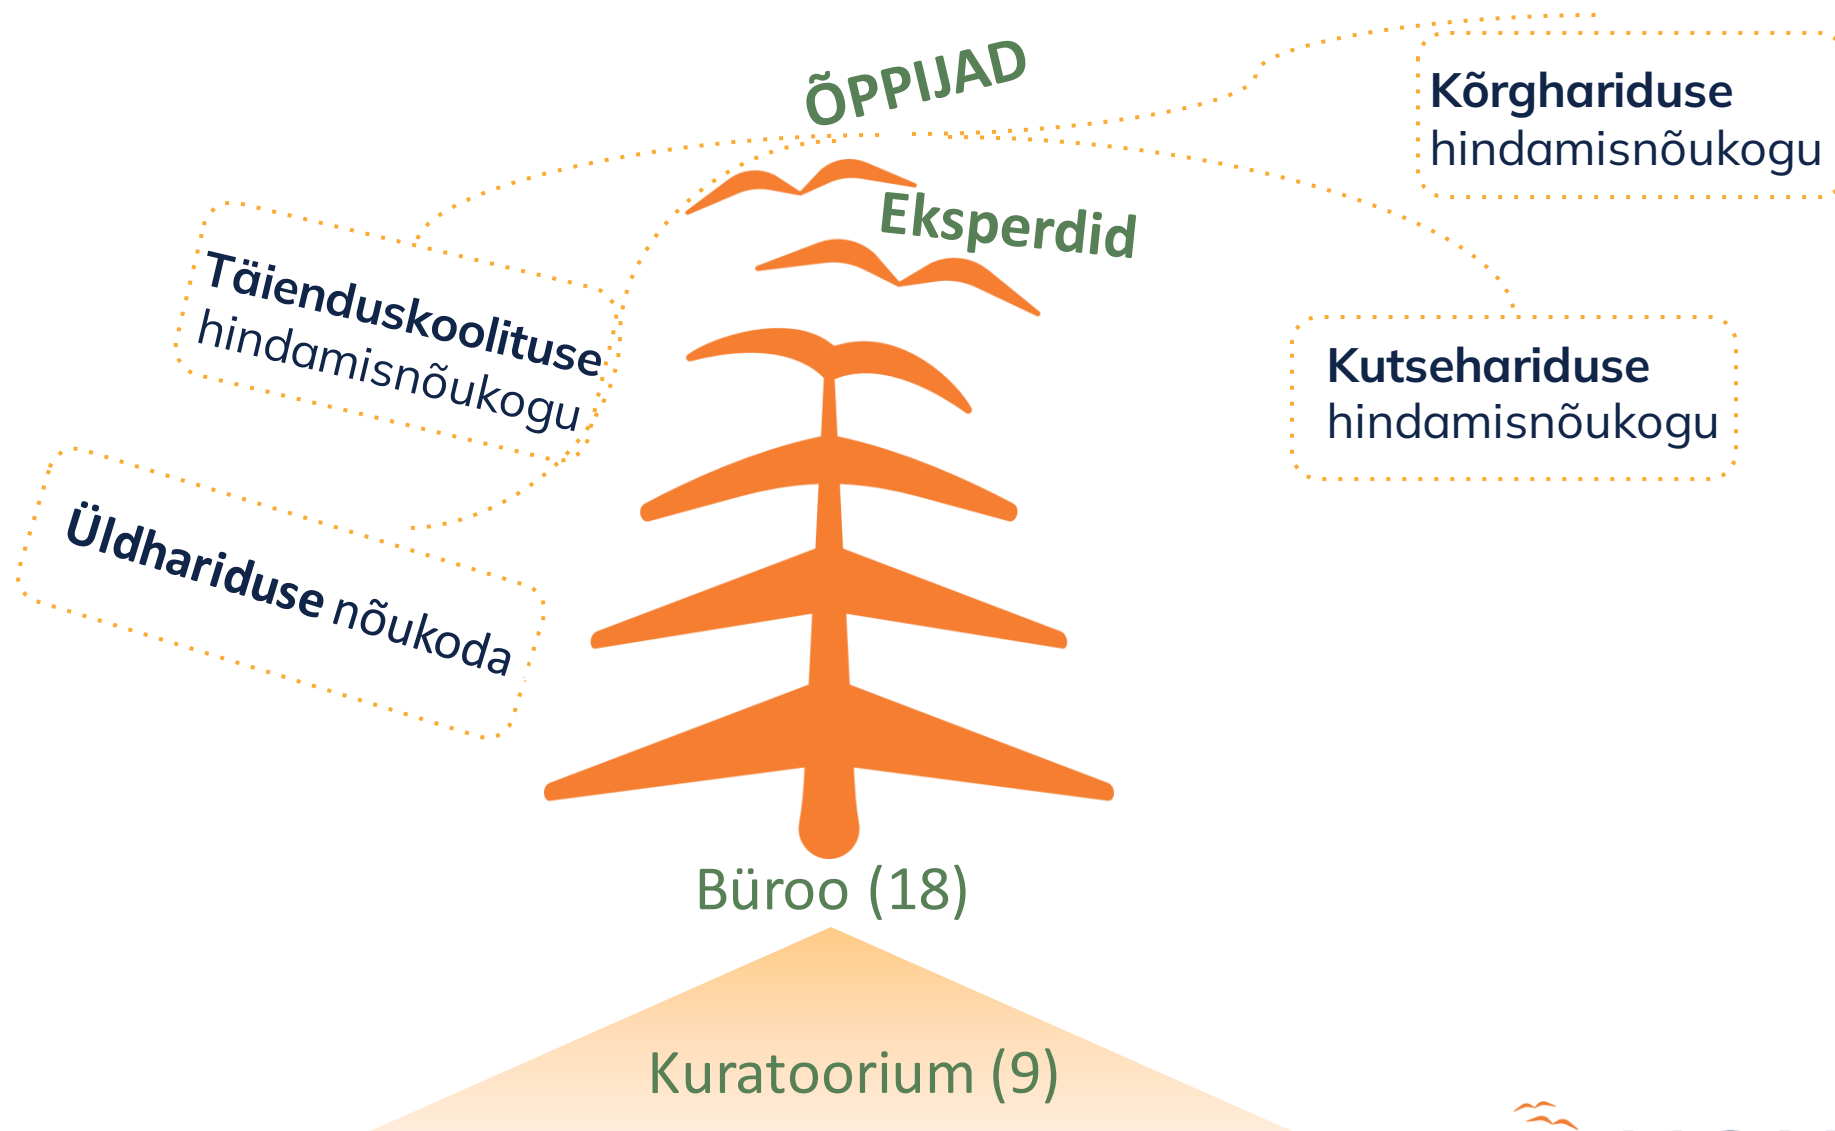 ÕPPIJAD
Kõrghariduse
hindamisnõukogu
Eksperdid
Täienduskoolituse
hindamisnõukogu
Kutsehariduse
hindamisnõukogu
Üldhariduse nõukoda
Büroo (18)
Kuratoorium (9)